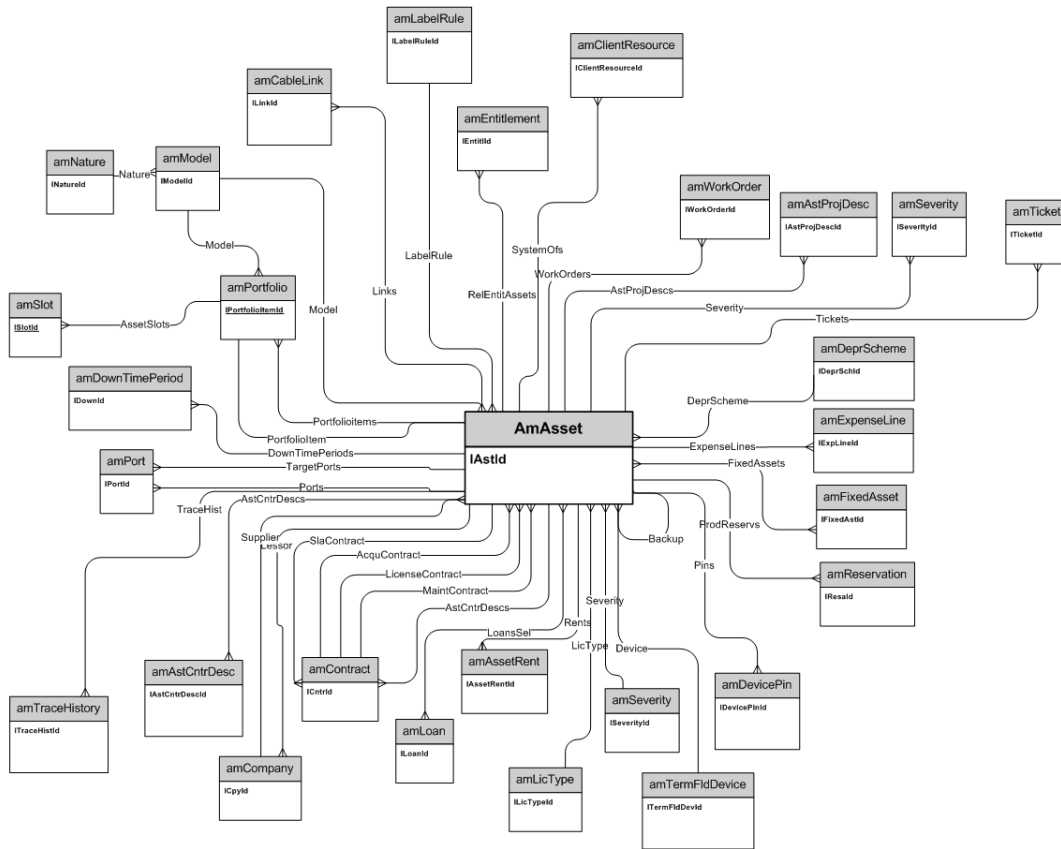 amLabelRule
lLabelRuleId
amClientResource
lClientResourceId
amCableLink
lLinkId
amEntitlement
lEntitlId
amNature
lNatureId
Nature
amModel
lModelId
amWorkOrder
lWorkOrderId
amAstProjDesc
lAstProjDescId
amSeverity
lSeverityId
amTicket
lTicketId
Model
LabelRule
SystemOfs
WorkOrders
RelEntitAssets
AstProjDescs
Links
Severity
Model
Tickets
amSlot
lSlotId
AssetSlots
amPortfolio
lPortfolioItemId
amDeprScheme
lDeprSchId
DeprScheme
amDownTimePeriod
lDownId
Portfolioitems
PortfolioItem
DownTimePeriods
AmAsset
lAstId
amExpenseLine
lExpLineId
ExpenseLines
FixedAssets
amPort
lPortId
TargetPorts
Ports
TraceHist
AstCntrDescs
amFixedAsset
lFixedAstId
Supplier
Lessor
SlaContract
AcquContract
LicenseContract
MaintContract
AstCntrDescs
LoansSel
Rents
LicType
Severity
Device
Backup
ProdReservs
Pins
amReservation
lResaId
amAstCntrDesc
lAstCntrDescId
amContract
lCntrId
amAssetRent
lAssetRentId
amSeverity
lSeverityId
amDevicePin
lDevicePinId
amTraceHistory
lTraceHistId
amLoan
lLoanId
amCompany
lCpyId
amLicType
lLicTypeId
amTermFldDevice
lTermFldDevId